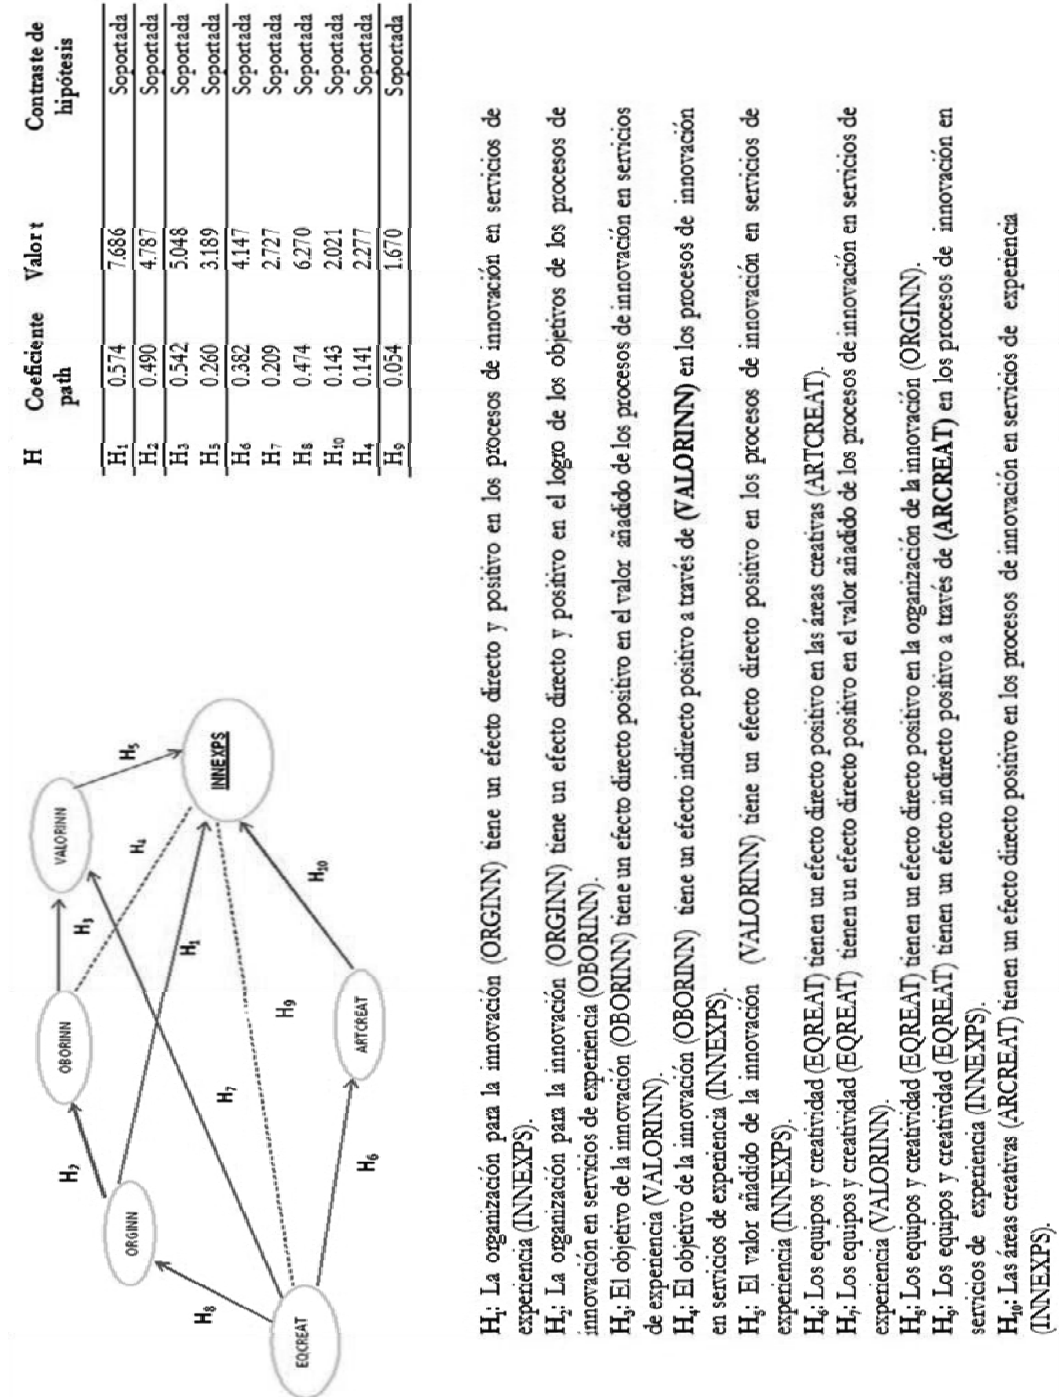 H Coeficiente Valor t Contraste de
path hipótesis
H₁ 0.574 7.686 Soportada
H₂ 0.490 4.787 Soportada
H₃ 0.542 5.048 Soportada
H₅ 0.260 3.189 Soportada
H₆ 0.382 4.147 Soportada
H₇ 0.209 2.727 Soportada
H₈ 0.474 6.270 Soportada
H₁₀ 0.143 2.021 Soportada
H₄ 0.141 2.277 Soportada
H₉ 0.054 1.670 Soportada
VALORINN
H₅
OBORINN
H₃
H₄
INNEXPS
H₂
H₁
ORGINN
H₇
H₉
H₁₀
H₈
ARTCREAT
EQCREAT
H₆
H₁: La organización para la innovación (ORGINN) tiene un efecto directo y positivo en los procesos de innovación en servicios de
experiencia (INNEXPS).
H₂: La organización para la innovación (ORGINN) tiene un efecto directo y positivo en el logro de los objetivos de los procesos de
innovación en servicios de experiencia (OBORINN).
H₃: El objetivo de la innovación (OBORINN) tiene un efecto directo positivo en el valor añadido de los procesos de innovación en servicios
de experiencia (VALORINN).
H₄: El objetivo de la innovación (OBORINN) tiene un efecto indirecto positivo a través de (VALORINN) en los procesos de innovación
en servicios de experiencia (INNEXPS).
H₅: El valor añadido de la innovación (VALORINN) tiene un efecto directo positivo en los procesos de innovación en servicios de
experiencia (INNEXPS).
H₆: Los equipos y creatividad (EQREAT) tienen un efecto directo positivo en las áreas creativas (ARTCREAT).
H₇: Los equipos y creatividad (EQREAT) tienen un efecto directo positivo en el valor añadido de los procesos de innovación en servicios de
experiencia (VALORINN).
H₈: Los equipos y creatividad (EQREAT) tienen un efecto directo positivo en la organización de la innovación (ORGINN).
H₉: Los equipos y creatividad (EQREAT) tienen un efecto indirecto positivo a través de (ARCREAT) en los procesos de innovación en
servicios de experiencia (INNEXPS).
H₁₀: Las áreas creativas (ARCREAT) tienen un efecto directo positivo en los procesos de innovación en servicios de experiencia
(INNEXPS).